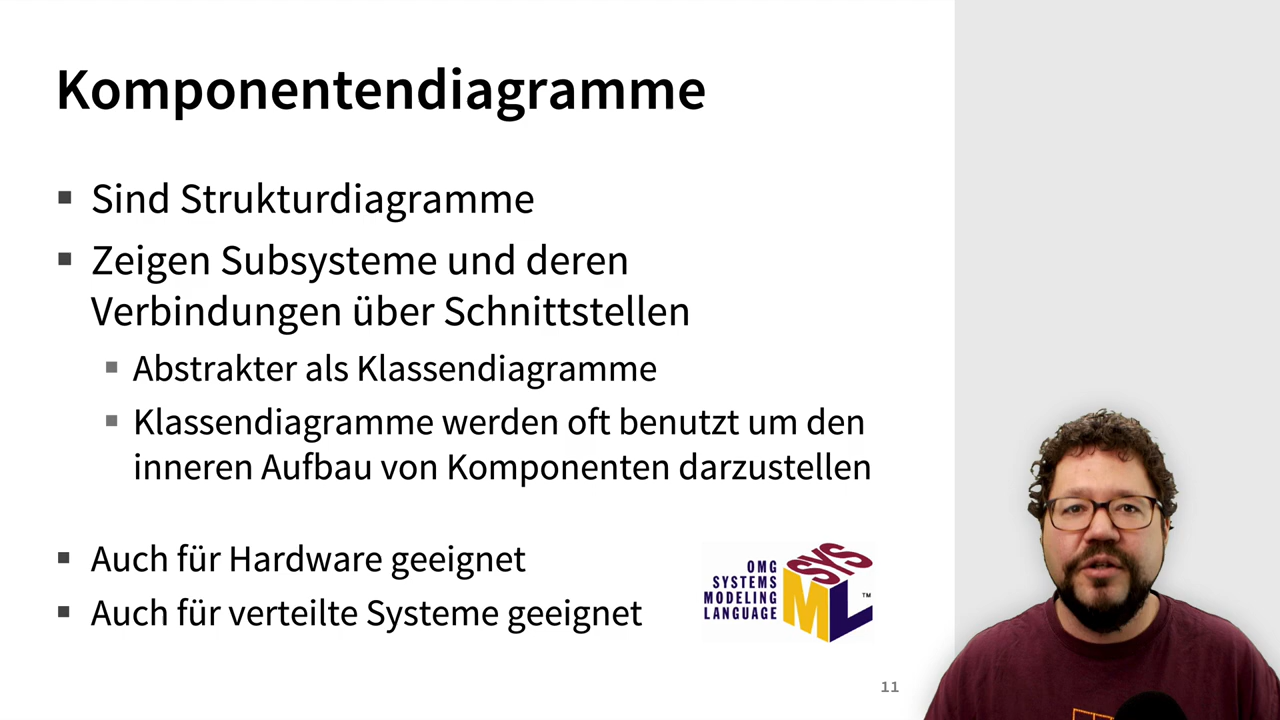 Komponentendiagramme
▪ Sind Strukturdiagramme
▪ Zeigen Subsysteme und deren
Verbindungen über Schnittstellen
▪ Abstrakter als Klassendiagramme
▪ Klassendiagramme werden oft benutzt um den
inneren Aufbau von Komponenten darzustellen
▪ Auch für Hardware geeignet
▪ Auch für verteilte Systeme geeignet
OMG
SYSTEMS
MODELING
LANGUAGE
SYS
ML™
11